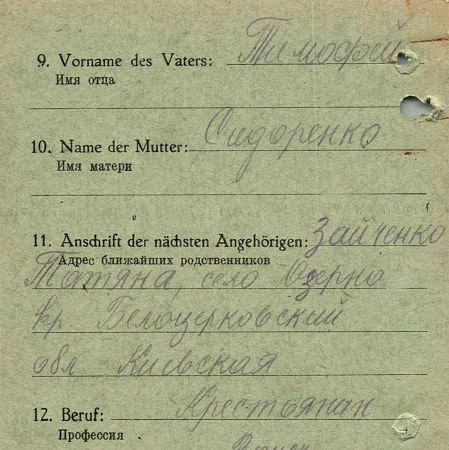 9. Vorname des Vaters: Тимофей
Имя отца
10. Name der Mutter: Сидоренко
Имя матери
11. Anschrift der nächsten Angehörigen: Зайченко
Адрес ближайших родственников
Татяна, село Озерна
кр. Белоцерковский
обл Киевская
12. Beruf: Крестьянин
Профессия